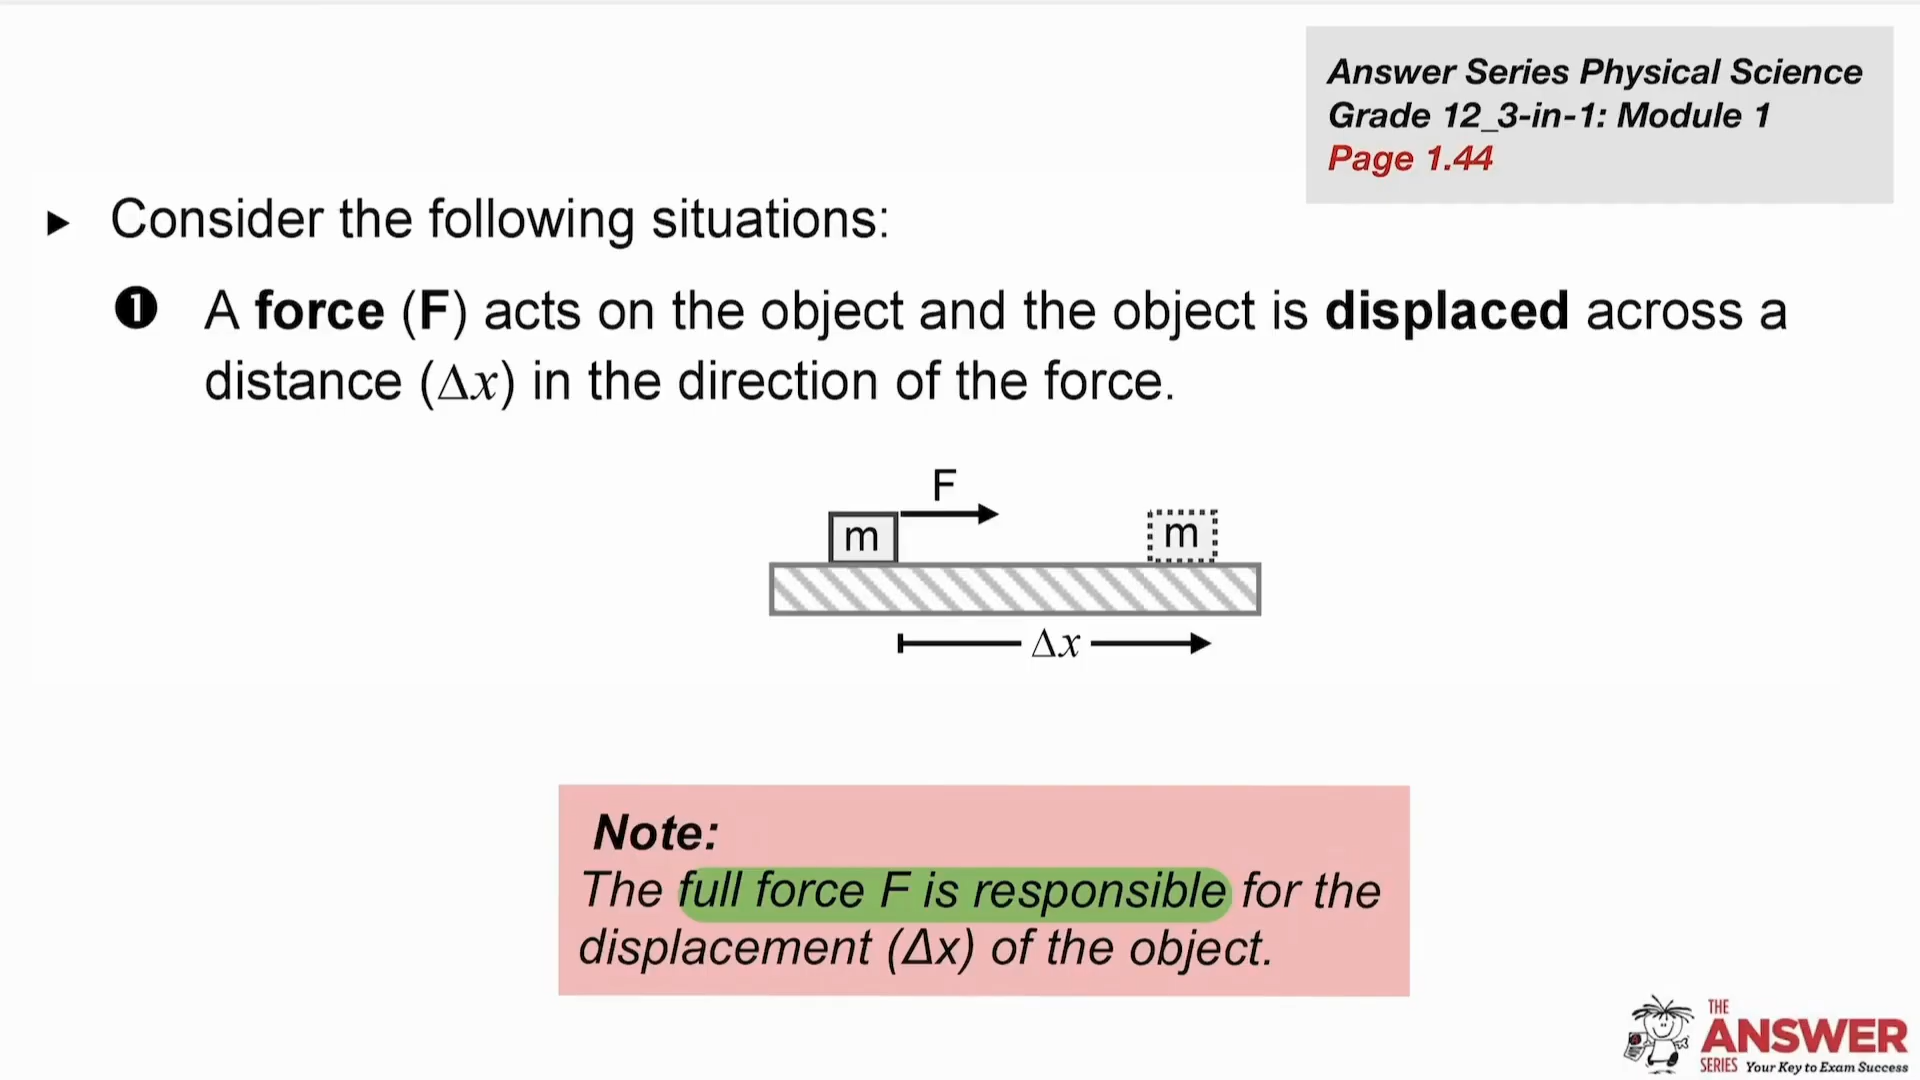 Answer Series Physical Science
Grade 12_3-in-1: Module 1
Page 1.44
► Consider the following situations:
❶ A force (F) acts on the object and the object is displaced across a
distance (Δx) in the direction of the force.
F
m
m
Δx
Note:
The full force F is responsible for the
displacement (Δx) of the object.
THE
ANSWER
SERIES Your Key to Exam Success